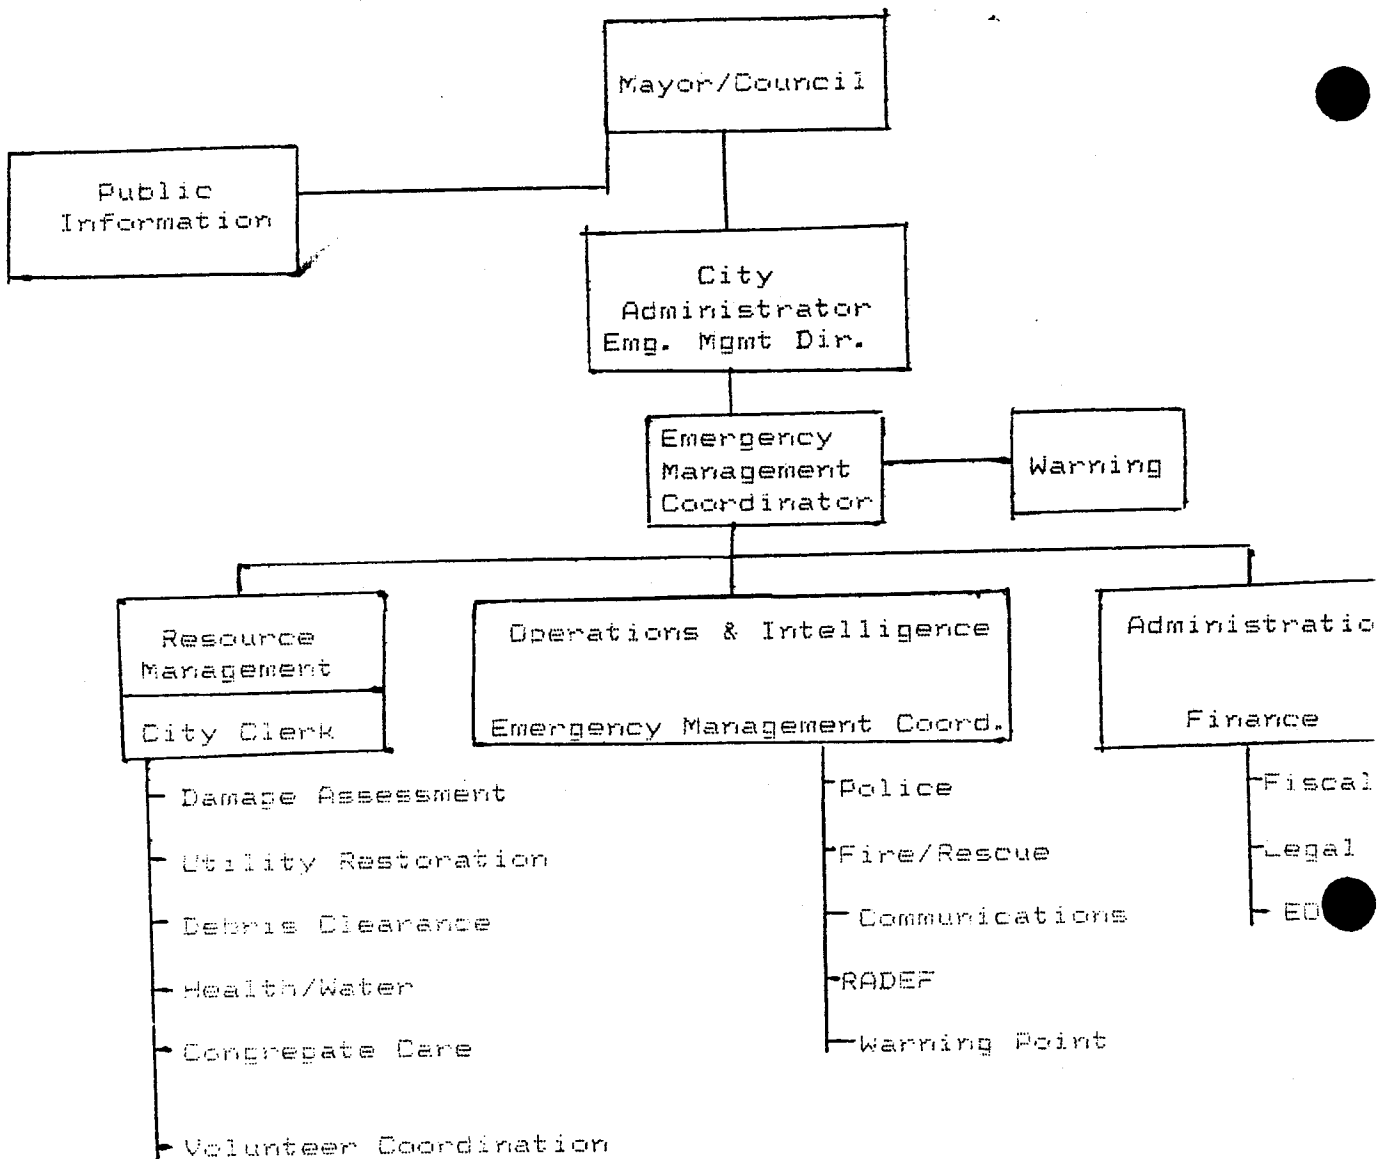 Mayor/Council
Public
Information
City
Administrator
Emg. Mgmt Dir.
Emergency
Management
Coordinator
Warning
Resource
Management
City Clerk
Operations & Intelligence
Emergency Management Coord.
Administratio
Finance
Damage Assessment
Utility Restoration
Debris Clearance
Health/Water
Congregate Care
Volunteer Coordination
Police
Fire/Rescue
Communications
RADEF
Warning Point
Fiscal
Legal